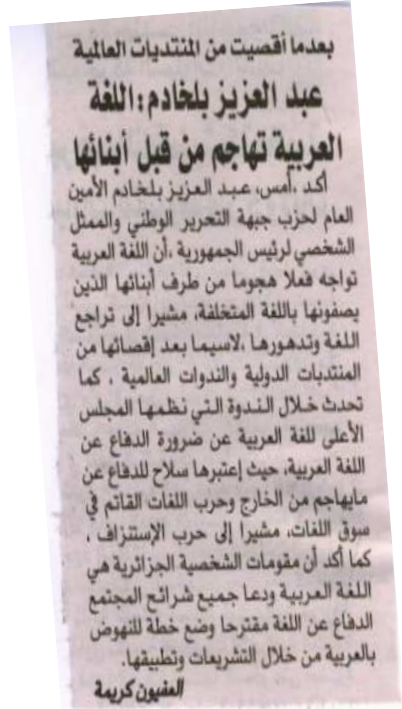 بعدما أقصيت من المنتديات العالمية
عبد العزيز بلخادم : اللغة
العربية تهاجم من قبل أبنائها
أكد ،أمس، عبد العزيز بلخادم الأمين
العام لحزب جبهة التحرير الوطني والممثل
الشخصي لرئيس الجمهورية ،أن اللغة العربية
تواجه فعلا هجوما من طرف أبنائها الذين
يصفونها باللغة المتخلفة، مشيرا إلى تراجع
اللغة وتدهورها ،لاسيما بعد إقصائها من
المنتديات الدولية والندوات العالمية ، كما
تحدث خلال الندوة التي نظمها المجلس
الأعلى للغة العربية عن ضرورة الدفاع عن
اللغة العربية، حيث إعتبرها سلاح للدفاع عن
مايهاجم من الخارج وحرب اللغات القائم في
سوق اللغات، مشيرا إلى حرب الإستنزاف ،
كما أكد أن مقومات الشخصية الجزائرية هي
اللغة العربية ودعا جميع شرائح المجتمع
الدفاع عن اللغة مقترحا وضع خطة للنهوض
بالعربية من خلال التشريعات وتطبيقها.
العفيون كريمة